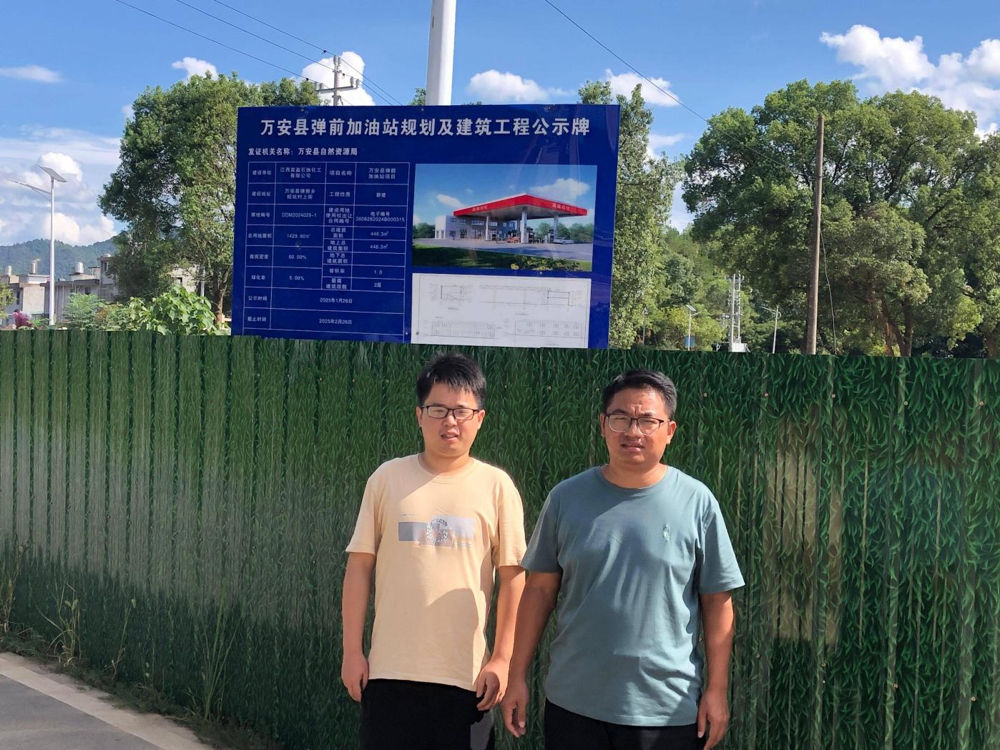 万安县弹前加油站规划及建筑工程公示牌
发证机关名称：万安县自然资源局
建设单位
江西富盈石油化工
有限公司
项目名称
万安县弹前
加油站项目
建设地址
万安县弹前乡
旺坑村上街
工程性质
新建
宗地编号
DDM2024029-1
建设用地
使用权出让
合同编号
电子编号
3608282024B000315
总用地面积
1429.60㎡
总建筑
面积
446.3㎡
地上总
建筑面积
446.3㎡
建筑密度
60.00%
地下总
建筑面积
容积率
1.0
绿化率
5.00%
最高
建筑层数
2层
公示时间
2025年1月26日
截止时间
2025年2月26日
富盈石化